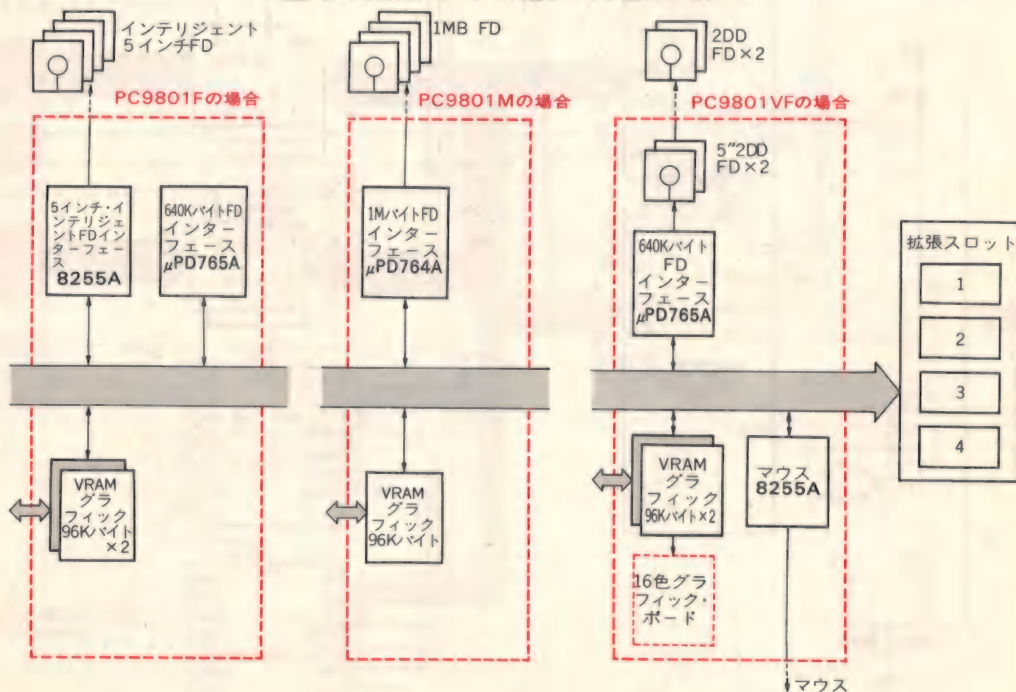 インテリジェント
5インチFD
PC9801Fの場合
5インチ・イ
ンテリジェ
ントFDイン
ターフェー
ス
8255A
640KバイトFD
インター
フェース
μPD765A
VRAM
グラ
フィック
96Kバイト
×2
1MB FD
PC9801Mの場合
1MバイトFD
インター
フェース
μPD764A
VRAM
グラ
フィック
96Kバイト
2DD
FD×2
PC9801VFの場合
5"2DD
FD×2
640Kバイト
FD
インター
フェース
μPD765A
VRAM
グラ
フィック
96Kバイト×2
マウス
8255A
16色グラ
フィック・
ボード
マウス
拡張スロット
1
2
3
4